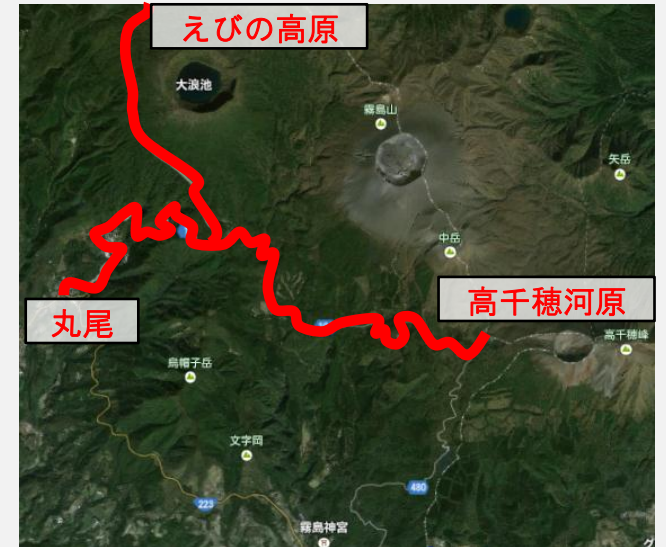 えびの高原
大浪池
霧島山
矢岳
中岳
高千穂河原
丸尾
高千穂峰
烏帽子岳
文字岡
480
223
霧島神宮